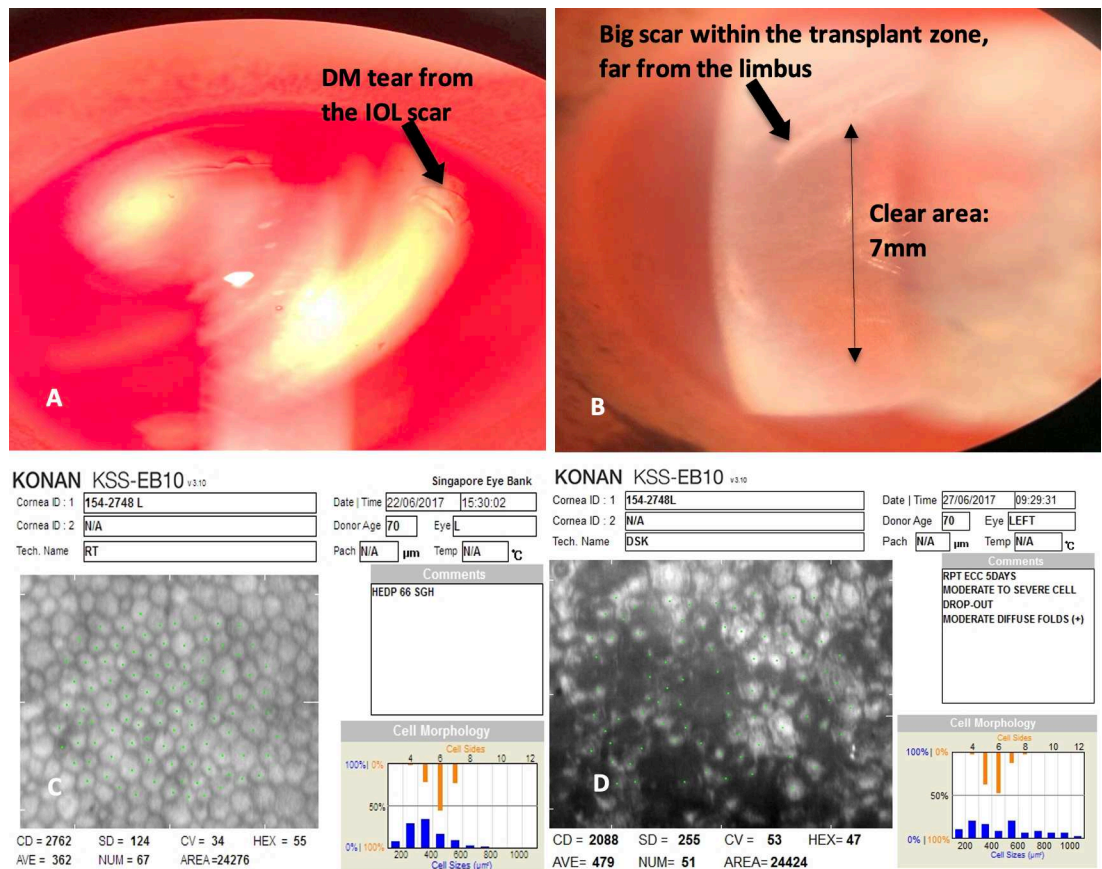 DM tear from
the IOL scar
A
Big scar within the transplant zone,
far from the limbus
Clear area:
7mm
B
KONAN KSS-EB10 v3.10
Singapore Eye Bank
Cornea ID : 1 154-2748 L
Date | Time 22/06/2017 15:30:02
Cornea ID : 2 N/A
Donor Age 70 Eye L
Tech. Name RT
Pach N/A µm Temp N/A ℃
Comments
HEDP 66 SGH
C
Cell Morphology
Cell Sides
100%| 0% 4 6 8 10 12
50%
0%| 100% 200 400 600 800 1000
Cell Sizes (µm²)
CD = 2762 SD = 124 CV = 34 HEX = 55
AVE = 362 NUM = 67 AREA=24276
KONAN KSS-EB10 v3.10
Cornea ID : 1 154-2748L
Date | Time 27/06/2017 09:29:31
Cornea ID : 2 N/A
Donor Age 70 Eye LEFT
Tech. Name DSK
Pach N/A µm Temp N/A ℃
Comments
RPT ECC 5DAYS
MODERATE TO SEVERE CELL
DROP-OUT
MODERATE DIFFUSE FOLDS (+)
D
Cell Morphology
Cell Sides
100%| 0% 4 6 8 10 12
50%
0%| 100% 200 400 600 800 1000
Cell Sizes (µm²)
CD = 2088 SD = 255 CV = 53 HEX= 47
AVE= 479 NUM= 51 AREA= 24424